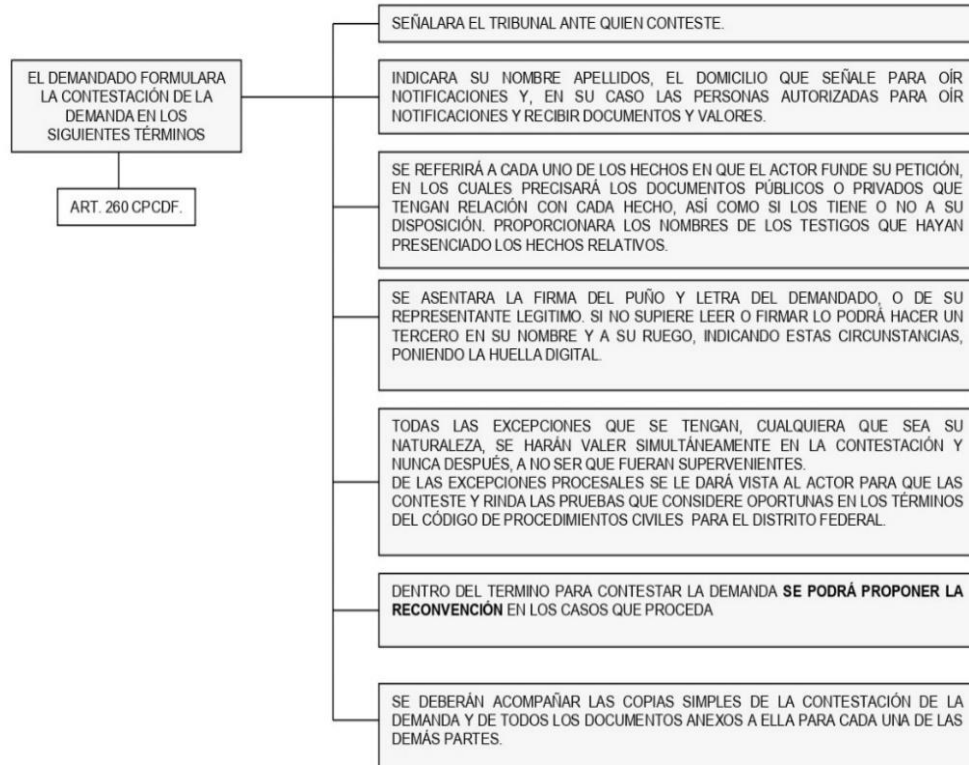 EL DEMANDADO FORMULARA
LA CONTESTACIÓN DE LA
DEMANDA EN LOS
SIGUIENTES TÉRMINOS
ART. 260 CPCDF.
SEÑALARA EL TRIBUNAL ANTE QUIEN CONTESTE.
INDICARA SU NOMBRE APELLIDOS, EL DOMICILIO QUE SEÑALE PARA OÍR
NOTIFICACIONES Y, EN SU CASO LAS PERSONAS AUTORIZADAS PARA OÍR
NOTIFICACIONES Y RECIBIR DOCUMENTOS Y VALORES.
SE REFERIRÁ A CADA UNO DE LOS HECHOS EN QUE EL ACTOR FUNDE SU PETICIÓN,
EN LOS CUALES PRECISARÁ LOS DOCUMENTOS PÚBLICOS O PRIVADOS QUE
TENGAN RELACIÓN CON CADA HECHO, ASÍ COMO SI LOS TIENE O NO A SU
DISPOSICIÓN. PROPORCIONARA LOS NOMBRES DE LOS TESTIGOS QUE HAYAN
PRESENCIADO LOS HECHOS RELATIVOS.
SE ASENTARA LA FIRMA DEL PUÑO Y LETRA DEL DEMANDADO, O DE SU
REPRESENTANTE LEGITIMO. SI NO SUPIERE LEER O FIRMAR LO PODRÁ HACER UN
TERCERO EN SU NOMBRE Y A SU RUEGO, INDICANDO ESTAS CIRCUNSTANCIAS,
PONIENDO LA HUELLA DIGITAL.
TODAS LAS EXCEPCIONES QUE SE TENGAN, CUALQUIERA QUE SEA SU
NATURALEZA, SE HARÁN VALER SIMULTÁNEAMENTE EN LA CONTESTACIÓN Y
NUNCA DESPUÉS, A NO SER QUE FUERAN SUPERVENIENTES.
DE LAS EXCEPCIONES PROCESALES SE LE DARÁ VISTA AL ACTOR PARA QUE LAS
CONTESTE Y RINDA LAS PRUEBAS QUE CONSIDERE OPORTUNAS EN LOS TÉRMINOS
DEL CÓDIGO DE PROCEDIMIENTOS CIVILES PARA EL DISTRITO FEDERAL.
DENTRO DEL TERMINO PARA CONTESTAR LA DEMANDA SE PODRÁ PROPONER LA
RECONVENCIÓN EN LOS CASOS QUE PROCEDA
SE DEBERÁN ACOMPAÑAR LAS COPIAS SIMPLES DE LA CONTESTACIÓN DE LA
DEMANDA Y DE TODOS LOS DOCUMENTOS ANEXOS A ELLA PARA CADA UNA DE LAS
DEMÁS PARTES.